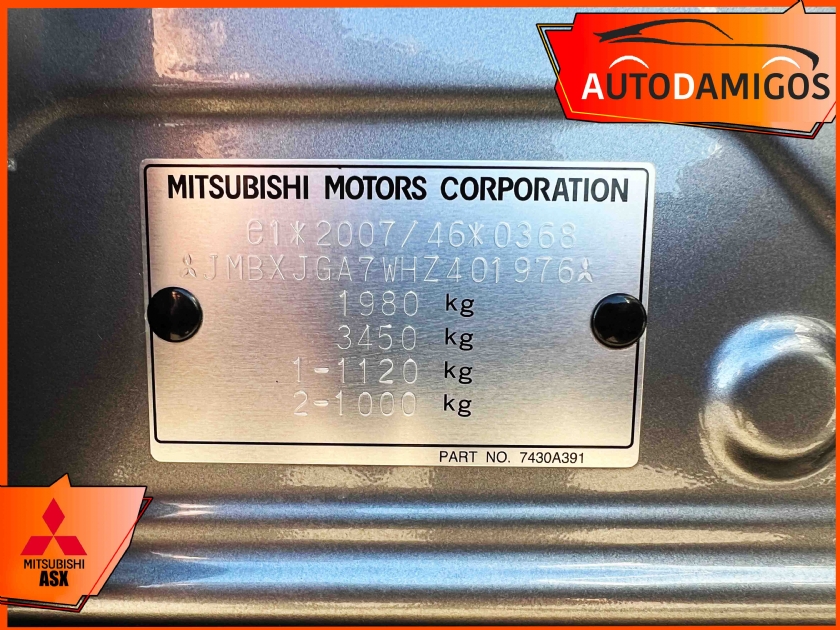 AUTODAMIGOS
MITSUBISHI MOTORS CORPORATION
e1*2007/46*0368
JMBXJGA7WHZ401976
1980 kg
3450 kg
1-1120 kg
2-1000 kg
PART NO. 7430A391
MITSUBISHI
ASX